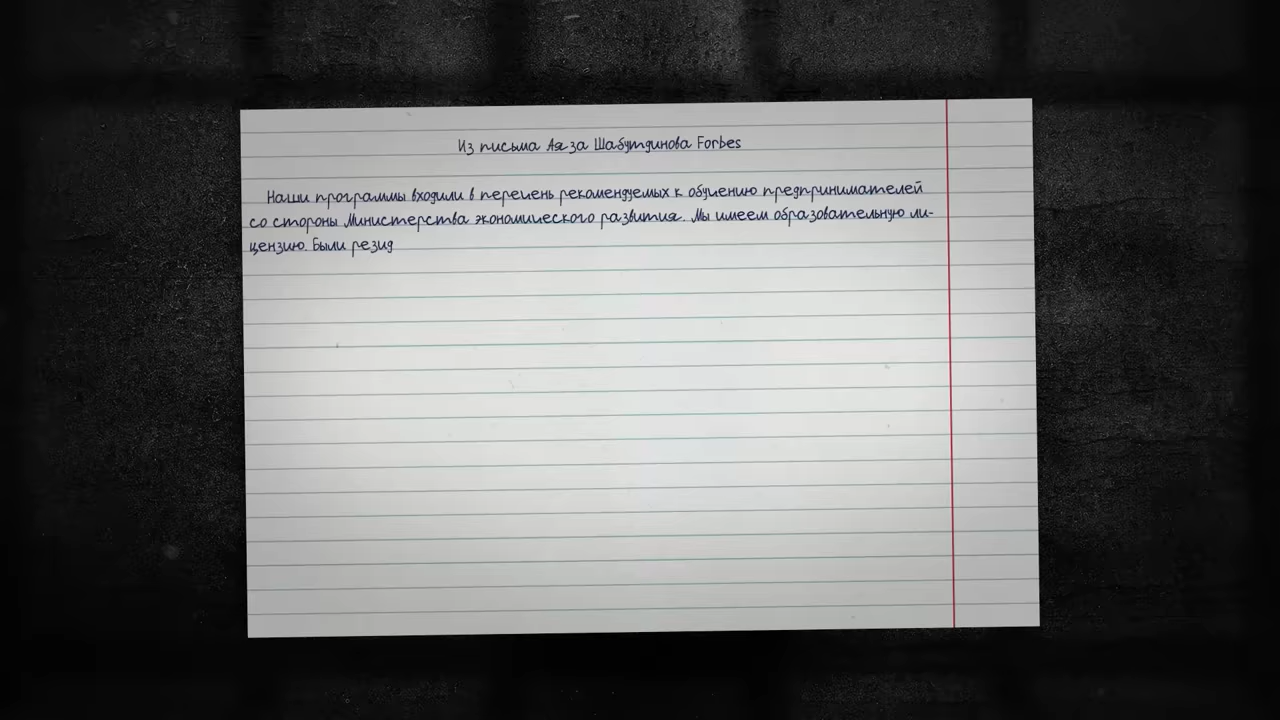 Из письма Аяза Шабутдинова Forbes
Наши программы входили в перечень рекомендуемых к обучению предпринимателей
со стороны Министерства экономического развития. Мы имеем образовательную ли-
цензию. Были резид